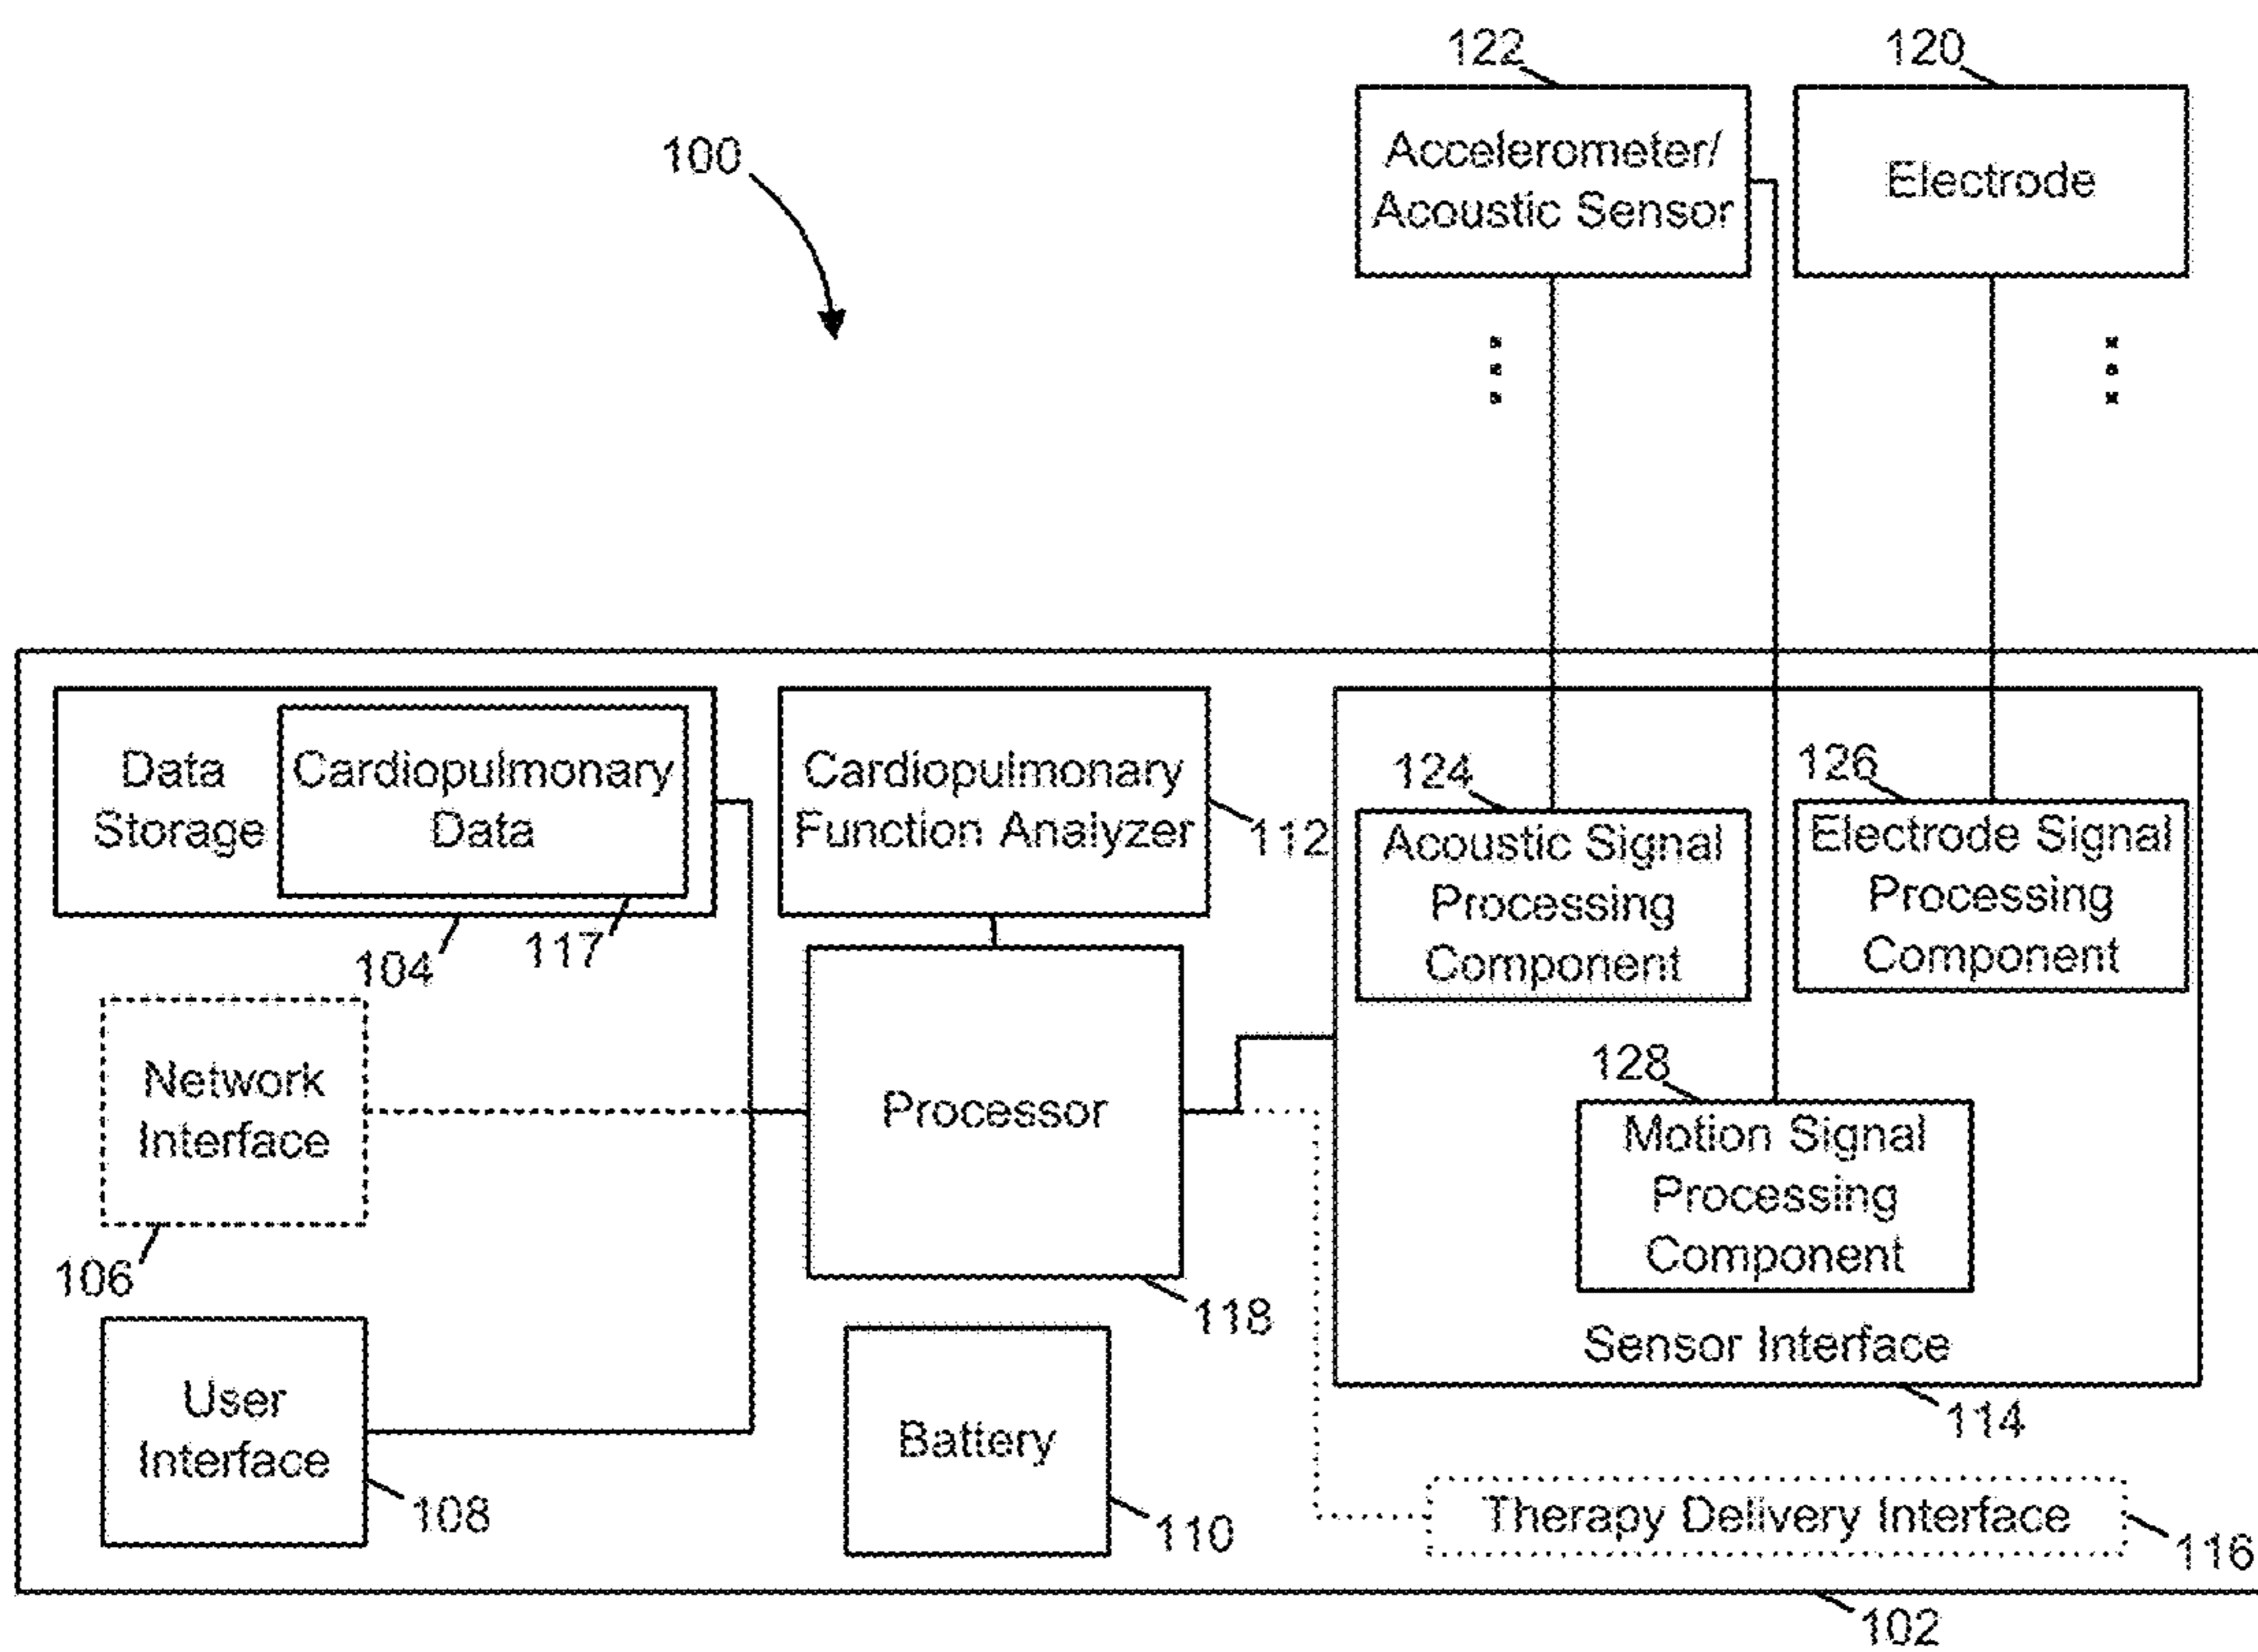 122
120
100
Accelerometer/
Acoustic Sensor
Electrode
Data
Storage
Cardiopulmonary
Data
Cardiopulmonary
Function Analyzer
112
124
Acoustic Signal
Processing
Component
126
Electrode Signal
Processing
Component
104
117
Network
Interface
106
Processor
118
128
Motion Signal
Processing
Component
Sensor Interface
114
User
Interface
108
Battery
110
Therapy Delivery Interface
116
102